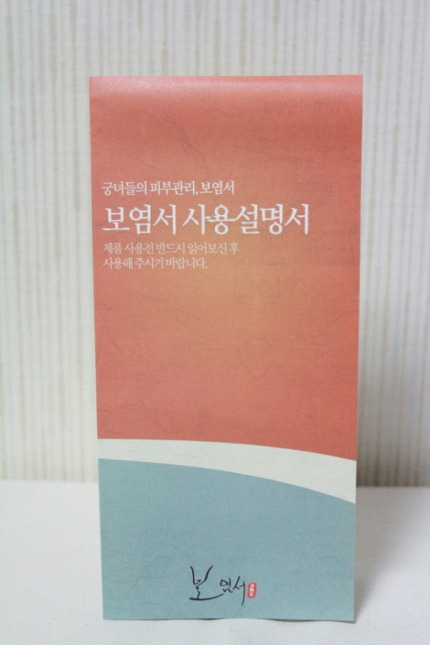 궁녀들의 피부관리, 보염서
보염서 사용설명서
제품 사용전 반드시 읽어보신 후
사용해 주시기 바랍니다.
보염서